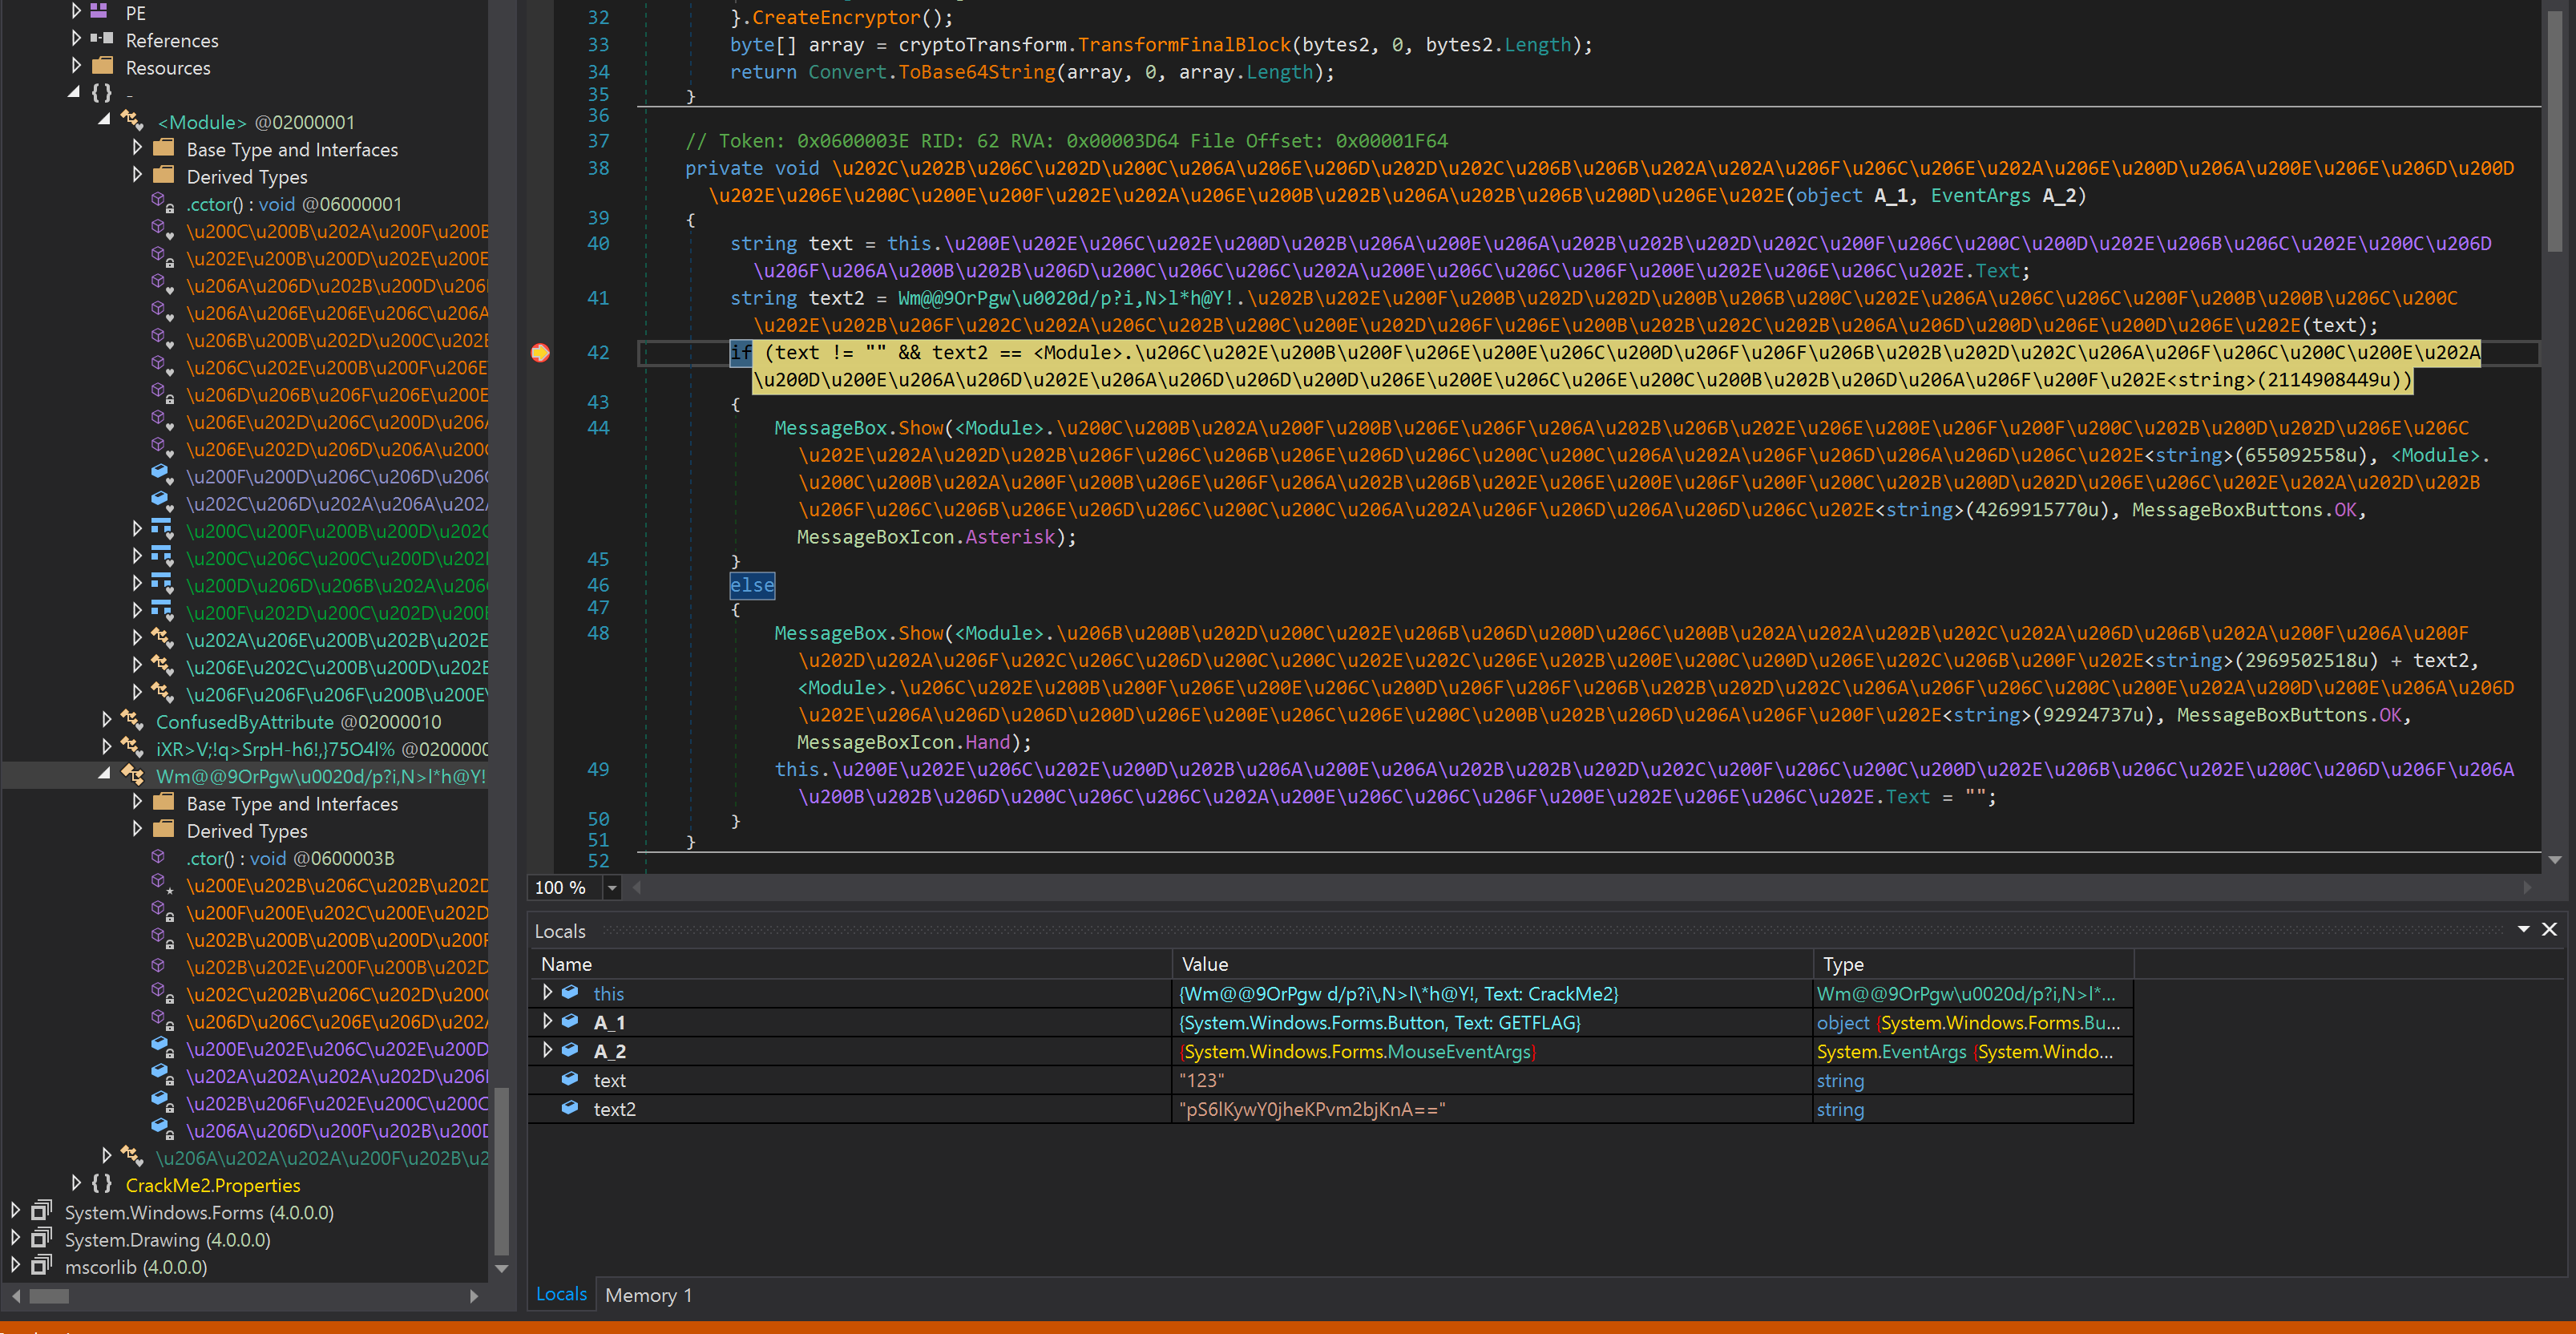 PE
References
Resources
{ } -
<Module> @02000001
Base Type and Interfaces
Derived Types
.cctor() : void @06000001
\u200C\u200B\u202A\u200F\u200B
\u202E\u200B\u200D\u202E\u200E
\u206A\u206D\u202B\u200D\u206
\u206A\u206E\u206E\u206C\u206A
\u206B\u200B\u202D\u200C\u202E
\u206C\u202E\u200B\u200F\u206E
\u206D\u206B\u206F\u206E\u200E
\u206E\u202D\u206C\u200D\u206A
\u206E\u202D\u206D\u206A\u200
\u200F\u200D\u206C\u206D\u206
\u202C\u206D\u202A\u206A\u202
\u200C\u200F\u200B\u200D\u202
\u200C\u206C\u200C\u200D\u202
\u200D\u206D\u206B\u202A\u206
\u200F\u202D\u200C\u202D\u200
\u202A\u206E\u200B\u202B\u202E
\u206E\u202C\u200B\u200D\u202E
\u206F\u206F\u206F\u200B\u200E\
ConfusedByAttribute @02000010
iXR>V;!q>SrpH-h6!,}75O4l% @0200000
Wm@@9OrPgw\u0020d/p?i,N>l*h@Y!
Base Type and Interfaces
Derived Types
.ctor() : void @0600003B
\u200E\u202B\u206C\u202B\u202D
\u200F\u200E\u202C\u200E\u202D
\u202B\u200B\u200B\u200D\u200F
\u202B\u202E\u200F\u200B\u202D
\u202C\u202B\u206C\u202D\u200
\u206D\u206C\u206E\u206D\u202
\u200E\u202E\u206C\u202E\u200D
\u202A\u202A\u202A\u202D\u206
\u202B\u206F\u202E\u200C\u200C
\u206A\u206D\u200F\u202B\u200D
\u206A\u202A\u202A\u200F\u202B\u2
{ } CrackMe2.Properties
System.Windows.Forms (4.0.0.0)
System.Drawing (4.0.0.0)
mscorlib (4.0.0.0)
32 }.CreateEncryptor();
33 byte[] array = cryptoTransform.TransformFinalBlock(bytes2, 0, bytes2.Length);
34 return Convert.ToBase64String(array, 0, array.Length);
35 }
36
37 // Token: 0x0600003E RID: 62 RVA: 0x00003D64 File Offset: 0x00001F64
38 private void \u202C\u202B\u206C\u202D\u200C\u206A\u206E\u206D\u202D\u202C\u206B\u206B\u202A\u202A\u206F\u206C\u206E\u202A\u206E\u200D\u206A\u200E\u206E\u206D\u200D
\u202E\u206E\u200C\u200E\u200F\u202E\u202A\u206E\u200B\u202B\u206A\u202B\u206B\u200D\u206E\u202E(object A_1, EventArgs A_2)
39 {
40 string text = this.\u200E\u202E\u206C\u202E\u200D\u202B\u206A\u200E\u206A\u202B\u202B\u202D\u202C\u200F\u206C\u200C\u200D\u202E\u206B\u206C\u202E\u200C\u206D
\u206F\u206A\u200B\u202B\u206D\u200C\u206C\u206C\u202A\u200E\u206C\u206C\u206F\u200E\u202E\u206E\u206C\u202E.Text;
41 string text2 = Wm@@9OrPgw\u0020d/p?i,N>l*h@Y!.\u202B\u202E\u200F\u200B\u202D\u202D\u200B\u206B\u200C\u202E\u206A\u206C\u206C\u200F\u200B\u200B\u206C\u200C
\u202E\u202B\u206F\u202C\u202A\u206C\u202B\u200C\u200E\u202D\u206F\u206E\u200B\u202B\u202B\u206A\u206D\u200D\u206E\u202E(text);
42 if (text != "" && text2 == <Module>.\u206C\u202E\u200B\u200F\u206E\u200E\u206C\u200D\u206F\u206F\u206B\u202B\u202D\u202C\u206A\u206F\u206C\u200C\u200E\u202A
\u200D\u200E\u206A\u206D\u202E\u206A\u206D\u206D\u200D\u206E\u200E\u206C\u206E\u200C\u200B\u202B\u206D\u206A\u206F\u200F\u202E<string>(2114908449u))
43 {
44 MessageBox.Show(<Module>.\u200C\u200B\u202A\u200F\u200B\u206E\u206F\u206A\u202B\u206B\u202E\u206E\u200E\u206F\u200F\u200C\u202B\u200D\u202D\u206E\u206C
\u202E\u202A\u202D\u202B\u206F\u206C\u206B\u206E\u206D\u206C\u200C\u200C\u206A\u202A\u206F\u206D\u206A\u206D\u206C\u202E<string>(655092558u), <Module>.
\u200C\u200B\u202A\u200F\u200B\u206E\u206F\u206A\u202B\u206B\u202E\u206E\u200E\u206F\u200F\u200C\u202B\u200D\u202D\u206E\u206C\u202E\u202A\u202D\u202B
\u206F\u206C\u206B\u206E\u206D\u206C\u200C\u200C\u206A\u202A\u206F\u206D\u206A\u206D\u206C\u202E<string>(4269915770u), MessageBoxButtons.OK,
MessageBoxIcon.Asterisk);
45 }
46 else
47 {
48 MessageBox.Show(<Module>.\u206B\u200B\u202D\u200C\u202E\u206B\u206D\u200D\u206C\u200B\u202A\u202A\u202B\u202C\u202A\u206D\u206B\u202A\u200F\u206A\u200F
\u202D\u202A\u206F\u202C\u206C\u206D\u200C\u200C\u202E\u202C\u206E\u202B\u200E\u200C\u200D\u206E\u202C\u206B\u200F\u202E<string>(2969502518u) + text2,
<Module>.\u206C\u202E\u200B\u200F\u206E\u200E\u206C\u200D\u206F\u206F\u206B\u202B\u202D\u202C\u206A\u206F\u206C\u200C\u200E\u202A\u200D\u200E\u206A\u206D
\u202E\u206A\u206D\u206D\u200D\u206E\u200E\u206C\u206E\u200C\u200B\u202B\u206D\u206A\u206F\u200F\u202E<string>(92924737u), MessageBoxButtons.OK,
MessageBoxIcon.Hand);
49 this.\u200E\u202E\u206C\u202E\u200D\u202B\u206A\u200E\u206A\u202B\u202B\u202D\u202C\u200F\u206C\u200C\u200D\u202E\u206B\u206C\u202E\u200C\u206D\u206F\u206A
\u200B\u202B\u206D\u200C\u206C\u206C\u202A\u200E\u206C\u206C\u206F\u200E\u202E\u206E\u206C\u202E.Text = "";
50 }
51 }
52
100 %
Locals
Name Value Type
this {Wm@@9OrPgw d/p?i\,N>l\*h@Y!, Text: CrackMe2} Wm@@9OrPgw\u0020d/p?i,N>l*...
A_1 {System.Windows.Forms.Button, Text: GETFLAG} object {System.Windows.Forms.Bu...
A_2 {System.Windows.Forms.MouseEventArgs} System.EventArgs {System.Windo...
text "123" string
text2 "pS6lKywY0jheKPvm2bjKnA==" string
Locals Memory 1